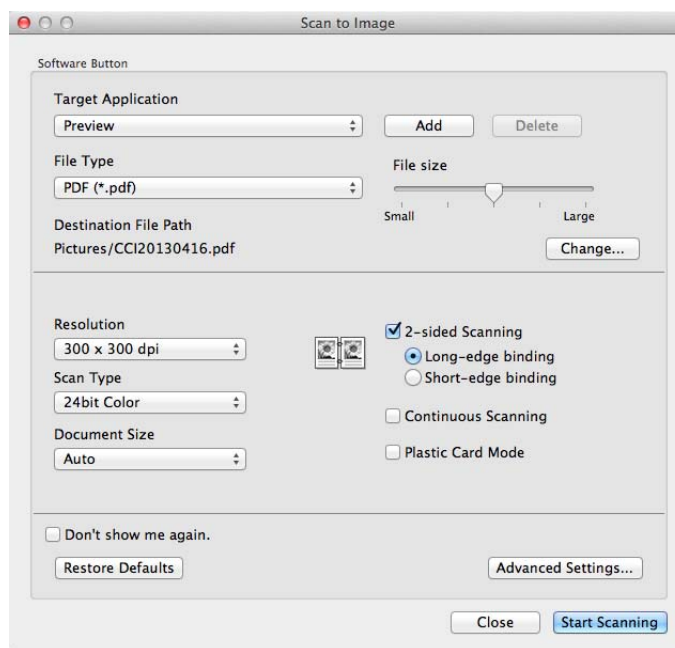 Scan to Image
Software Button
Target Application
Preview
Add
Delete
File Type
File size
PDF (*.pdf)
Small
Large
Destination File Path
Pictures/CCI20130416.pdf
Change...
Resolution
300 x 300 dpi
2-sided Scanning
Long-edge binding
Scan Type
Short-edge binding
24bit Color
Continuous Scanning
Document Size
Auto
Plastic Card Mode
Don't show me again.
Restore Defaults
Advanced Settings...
Close
Start Scanning